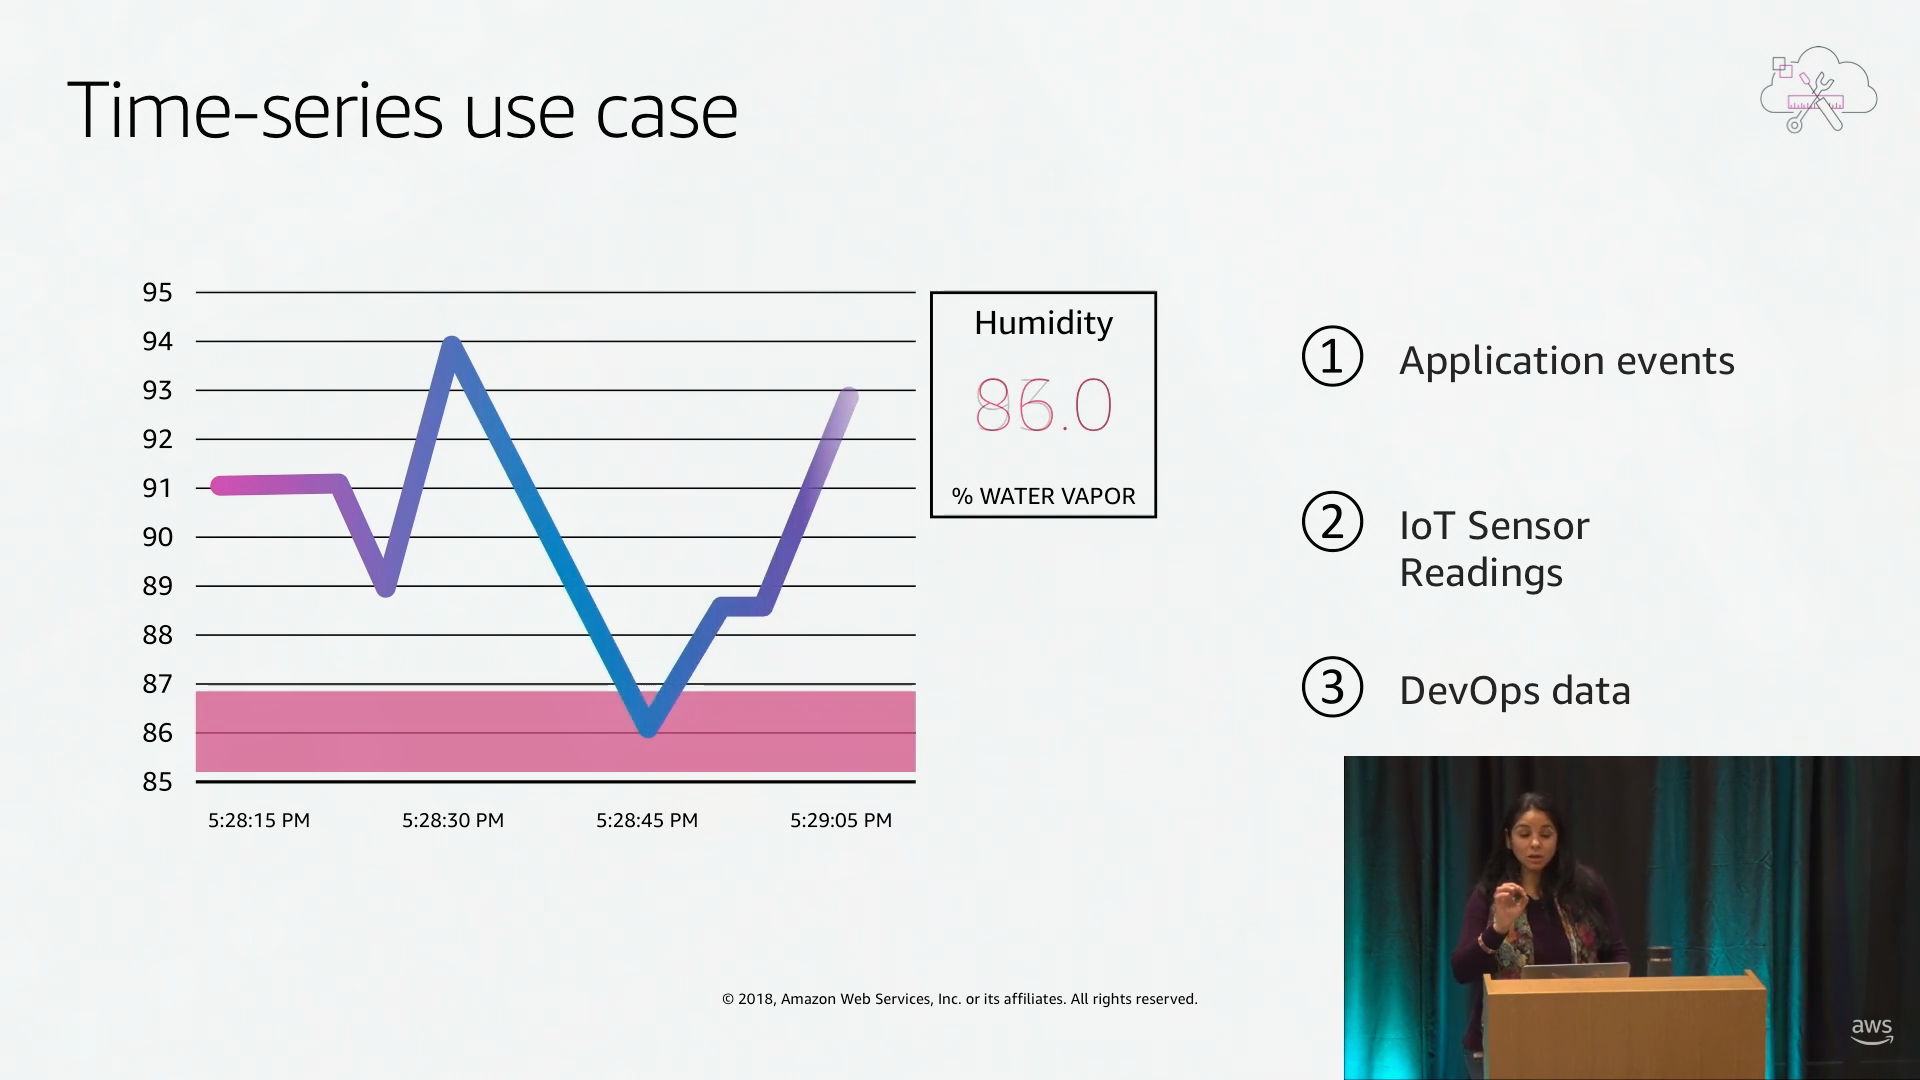 Time-series use case
95
94
93
92
91
90
89
88
87
86
85
5:28:15 PM
5:28:30 PM
5:28:45 PM
5:29:05 PM
Humidity
% WATER VAPOR
1 Application events
2 IoT Sensor
Readings
3 DevOps data
© 2018, Amazon Web Services, Inc. or its affiliates. All rights reserved.
aws